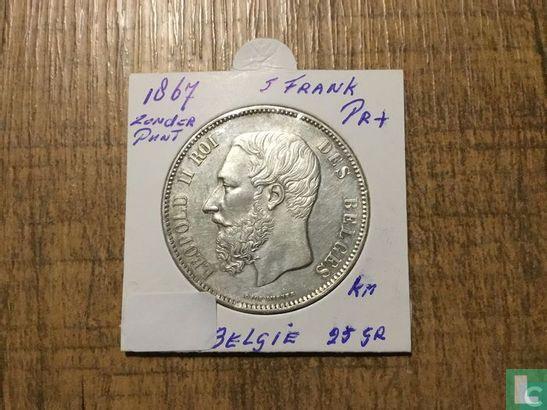 1867 5 FRANK
ZONDER PR+
PUNT
LEOPOLD II ROI DES BELGES
KM
BELGIE 25 GR